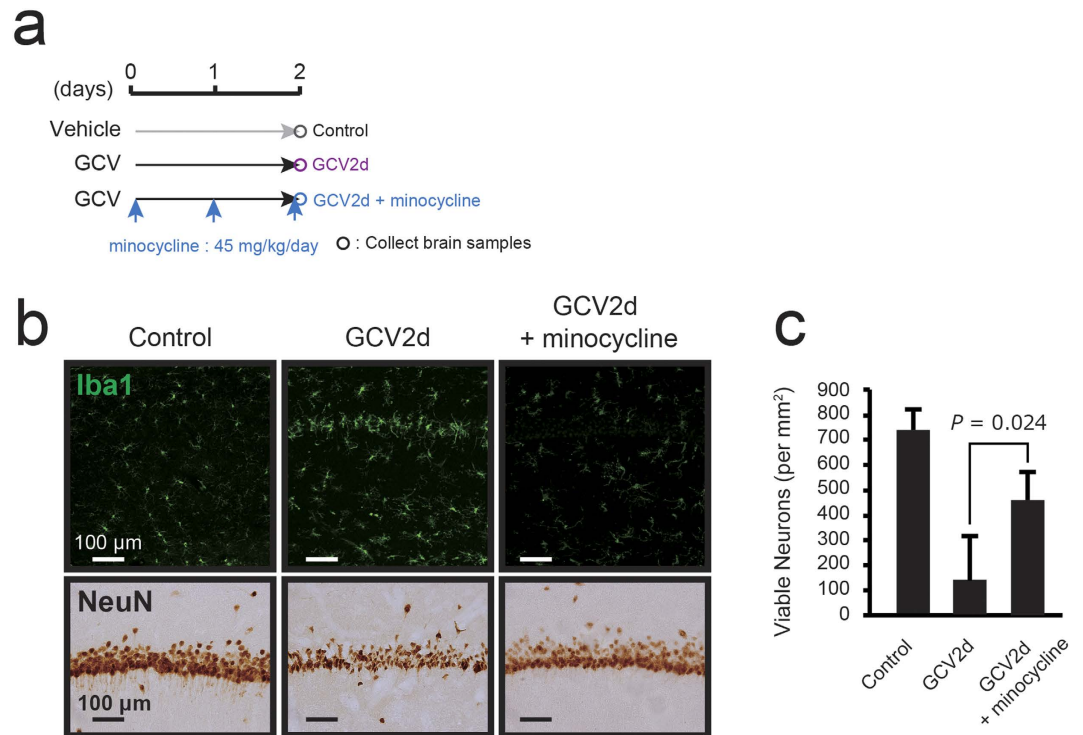 a
0 1 2
(days)
Vehicle Control
GCV GCV2d
GCV GCV2d + minocycline
minocycline : 45 mg/kg/day : Collect brain samples
b
Control GCV2d GCV2d
+ minocycline
Iba1
100 μm
NeuN
100 μm
c
Viable Neurons (per mm²)
900
800
700
600
500
400
300
200
100
0
P = 0.024
Control
GCV2d
GCV2d
+ minocycline